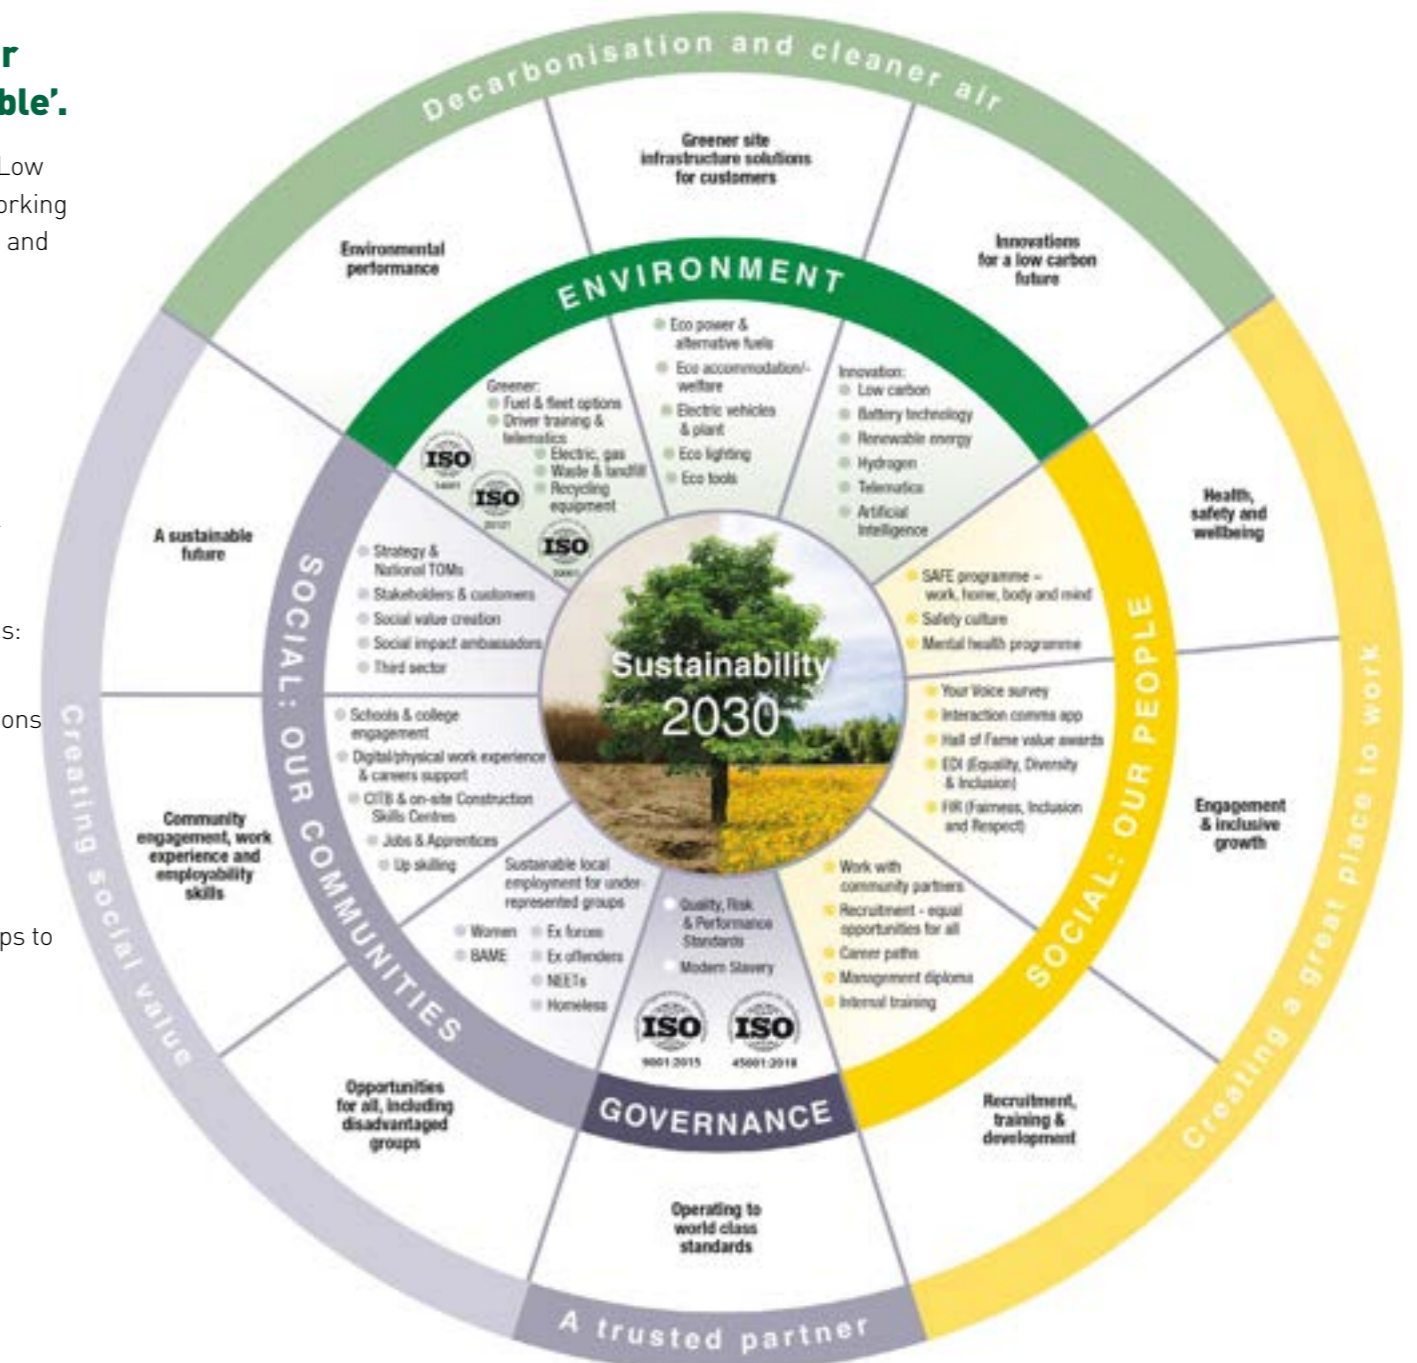 r
ble’.
Low
orking
and
s:
ons
ps to
Decarbonisation and cleaner air
Environmental
performance
Greener site
infrastructure solutions
for customers
Innovations
for a low carbon
future
ENVIRONMENT
Greener:
Fuel & fleet options
Driver training &
telematics
Electric, gas
Waste & landfill
Recycling
equipment
ISO
14001
ISO
ISO
Eco power &
alternative fuels
Eco accommodation/-
welfare
Electric vehicles
& plant
Eco lighting
Eco tools
Innovation:
Low carbon
Battery technology
Renewable energy
Hydrogen
Telematics
Artificial
Intelligence
Creating a great place to work
Health,
safety and
wellbeing
Engagement
& inclusive
growth
Recruitment,
training &
development
SOCIAL: OUR PEOPLE
SAFE programme –
work, home, body and mind
Safety culture
Mental health programme
Your Voice survey
Interaction comms app
Hall of Fame value awards
EDI (Equality, Diversity
& Inclusion)
FIR (Fairness, Inclusion
and Respect)
Work with
community partners
Recruitment - equal
opportunities for all
Career paths
Management diploma
Internal training
A trusted partner
Operating to
world class
standards
GOVERNANCE
Quality, Risk
& Performance
Standards
Modern Slavery
ISO
9001:2015
ISO
45001:2018
Creating social value
A sustainable
future
Community
engagement, work
experience and
employability
skills
Opportunities
for all, including
disadvantaged
groups
SOCIAL: OUR COMMUNITIES
Strategy &
National TOMs
Stakeholders & customers
Social value creation
Social impact ambassadors
Third sector
Schools & college
engagement
Digital/physical work experience
& careers support
CITB & on-site Construction
Skills Centres
Jobs & Apprentices
Up skilling
Sustainable local
employment for under-
represented groups
Women
BAME
Ex forces
Ex offenders
NEETs
Homeless
Sustainability
2030